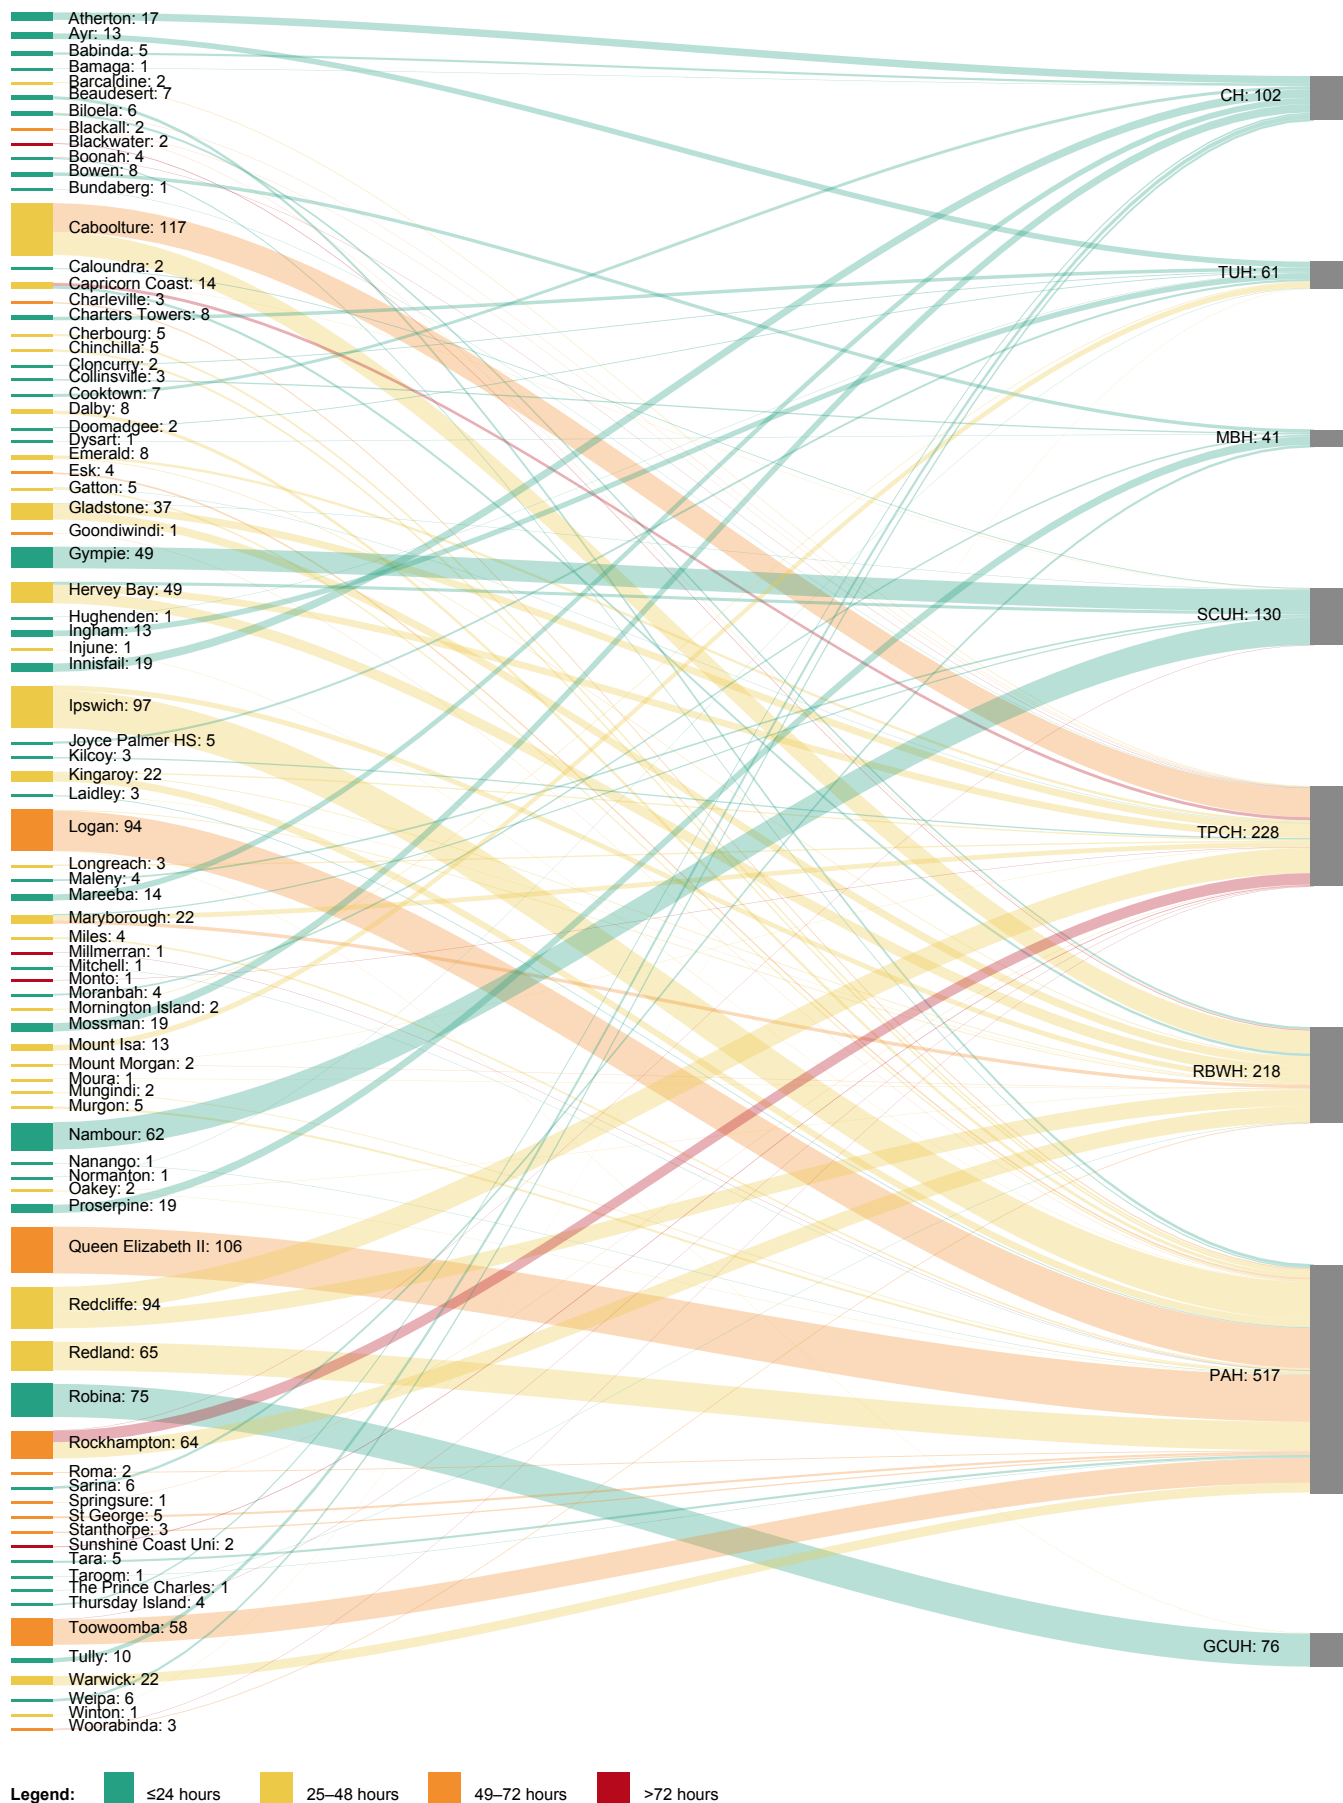 Atherton: 17
Ayr: 13
Babinda: 5
Bamaga: 1
Barcaldine: 2
Beaudesert: 7
Biloela: 6
Blackall: 2
Blackwater: 2
Boonah: 4
Bowen: 8
Bundaberg: 1
Caboolture: 117
Caloundra: 2
Capricorn Coast: 14
Charleville: 3
Charters Towers: 8
Cherbourg: 5
Chinchilla: 5
Cloncurry: 2
Collinsville: 3
Cooktown: 7
Dalby: 8
Doomadgee: 2
Dysart: 1
Emerald: 8
Esk: 4
Gatton: 5
Gladstone: 37
Goondiwindi: 1
Gympie: 49
Hervey Bay: 49
Hughenden: 1
Ingham: 13
Injune: 1
Innisfail: 19
Ipswich: 97
Joyce Palmer HS: 5
Kilcoy: 3
Kingaroy: 22
Laidley: 3
Logan: 94
Longreach: 3
Maleny: 4
Mareeba: 14
Maryborough: 22
Miles: 4
Millmerran: 1
Mitchell: 1
Monto: 1
Moranbah: 4
Mornington Island: 2
Mossman: 19
Mount Isa: 13
Mount Morgan: 2
Moura: 1
Mungindi: 2
Murgon: 5
Nambour: 62
Nanango: 1
Normanton: 1
Oakey: 2
Proserpine: 19
Queen Elizabeth II: 106
Redcliffe: 94
Redland: 65
Robina: 75
Rockhampton: 64
Roma: 2
Sarina: 6
Springsure: 1
St George: 5
Stanthorpe: 3
Sunshine Coast Uni: 2
Tara: 5
Taroom: 1
The Prince Charles: 1
Thursday Island: 4
Toowoomba: 58
Tully: 10
Warwick: 22
Weipa: 6
Winton: 1
Woorabinda: 3
CH: 102
TUH: 61
MBH: 41
SCUH: 130
TPCH: 228
RBWH: 218
PAH: 517
GCUH: 76
Legend: ≤24 hours 25–48 hours 49–72 hours >72 hours